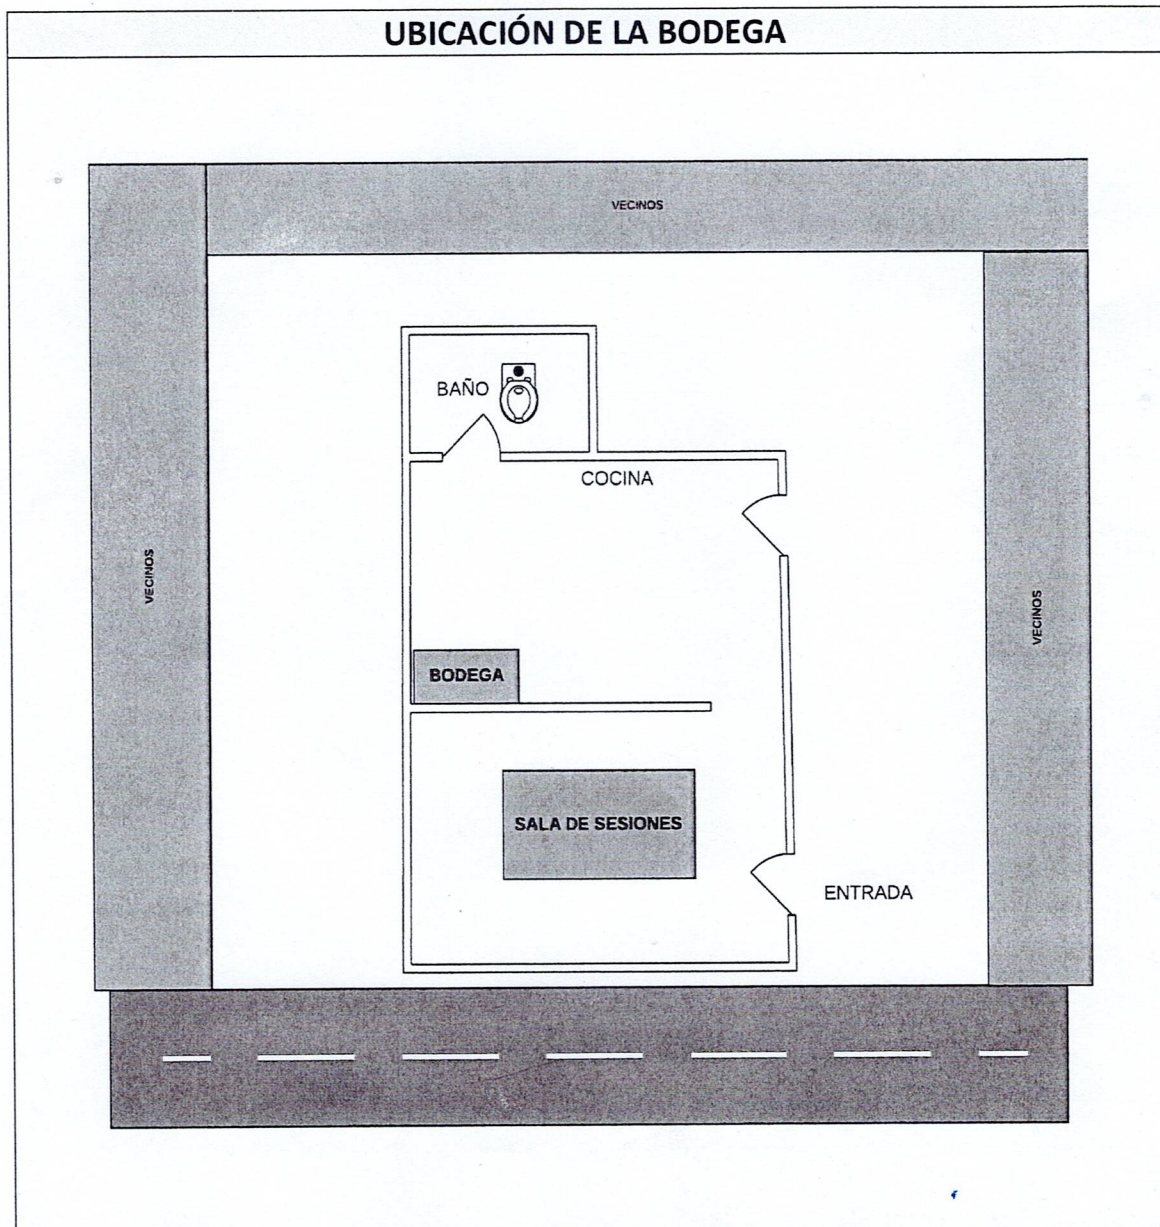 UBICACIÓN DE LA BODEGA
VECINOS
BAÑO
COCINA
VECINOS
VECINOS
BODEGA
SALA DE SESIONES
ENTRADA